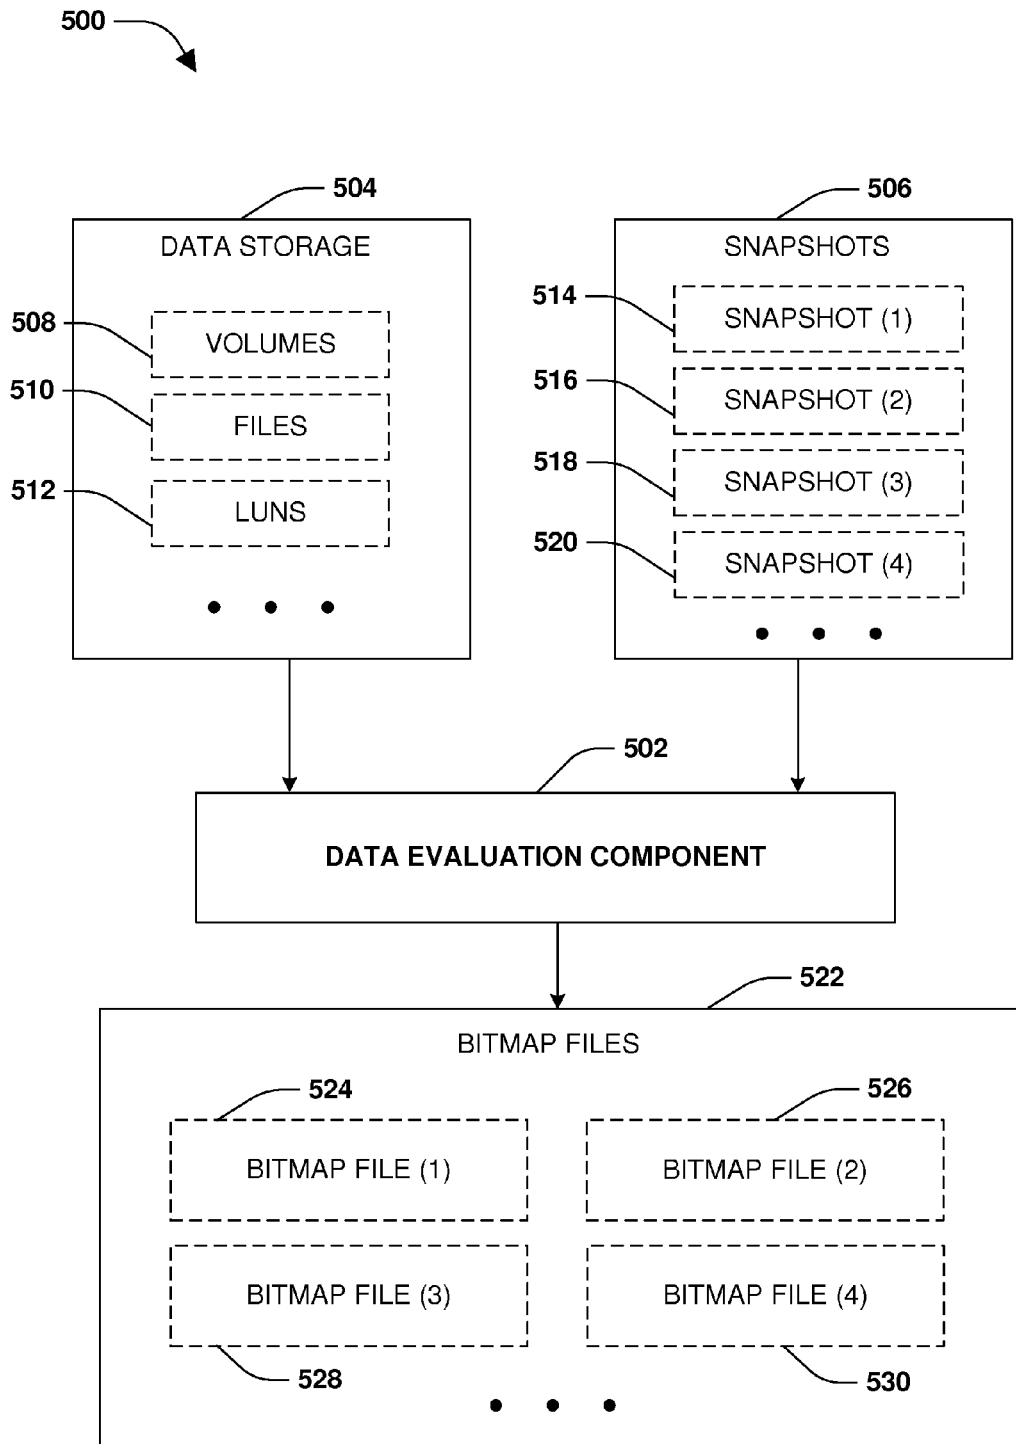 500
504
506
DATA STORAGE
SNAPSHOTS
508
VOLUMES
510
FILES
512
LUNS
514
SNAPSHOT (1)
516
SNAPSHOT (2)
518
SNAPSHOT (3)
520
SNAPSHOT (4)
502
DATA EVALUATION COMPONENT
522
BITMAP FILES
524
526
BITMAP FILE (1)
BITMAP FILE (2)
BITMAP FILE (3)
BITMAP FILE (4)
528
530